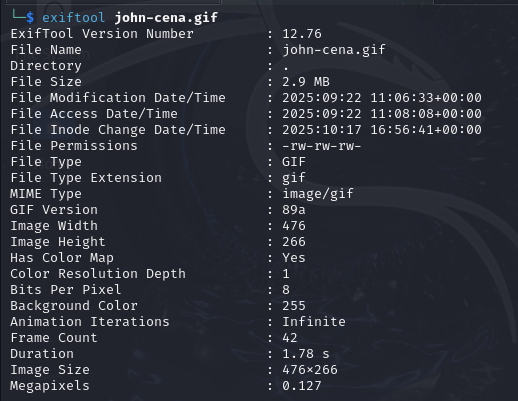 └─$ exiftool john-cena.gif
ExifTool Version Number : 12.76
File Name : john-cena.gif
Directory : .
File Size : 2.9 MB
File Modification Date/Time : 2025:09:22 11:06:33+00:00
File Access Date/Time : 2025:09:22 11:08:08+00:00
File Inode Change Date/Time : 2025:10:17 16:56:41+00:00
File Permissions : -rw-rw-rw-
File Type : GIF
File Type Extension : gif
MIME Type : image/gif
GIF Version : 89a
Image Width : 476
Image Height : 266
Has Color Map : Yes
Color Resolution Depth : 1
Bits Per Pixel : 8
Background Color : 255
Animation Iterations : Infinite
Frame Count : 42
Duration : 1.78 s
Image Size : 476×266
Megapixels : 0.127